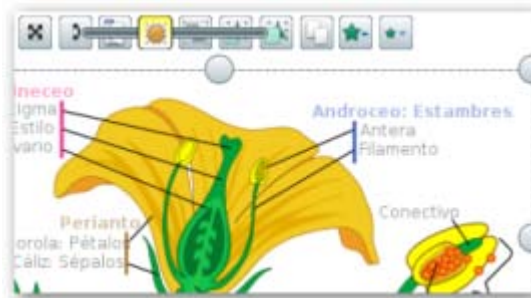 ineceo
igma
Estilo
vario
Androceo: Estambres
Antera
Filamento
Perianto
orola: Pétalos
Cáliz: Sépalos
Conectivo